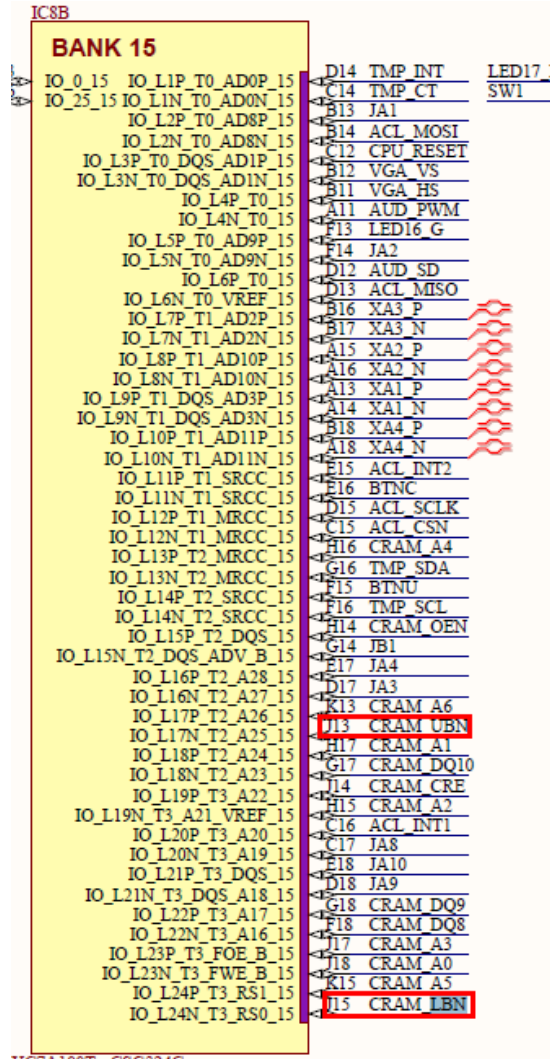 IC8B
BANK 15
IO_0_15 IO_L1P_T0_AD0P_15 D14 TMP_INT LED17_
IO_25_15 IO_L1N_T0_AD0N_15 C14 TMP_CT SW1
IO_L2P_T0_AD8P_15 B13 JA1
IO_L2N_T0_AD8N_15 B14 ACL_MOSI
IO_L3P_T0_DQS_AD1P_15 C12 CPU_RESET
IO_L3N_T0_DQS_AD1N_15 B12 VGA_VS
IO_L4P_T0_15 B11 VGA_HS
IO_L4N_T0_15 A11 AUD_PWM
IO_L5P_T0_AD9P_15 F13 LED16_G
IO_L5N_T0_AD9N_15 F14 JA2
IO_L6P_T0_15 D12 AUD_SD
IO_L6N_T0_VREF_15 D13 ACL_MISO
IO_L7P_T1_AD2P_15 B16 XA3_P
IO_L7N_T1_AD2N_15 B17 XA3_N
IO_L8P_T1_AD10P_15 A15 XA2_P
IO_L8N_T1_AD10N_15 A16 XA2_N
IO_L9P_T1_DQS_AD3P_15 A13 XA1_P
IO_L9N_T1_DQS_AD3N_15 A14 XA1_N
IO_L10P_T1_AD11P_15 B18 XA4_P
IO_L10N_T1_AD11N_15 A18 XA4_N
IO_L11P_T1_SRCC_15 E15 ACL_INT2
IO_L11N_T1_SRCC_15 E16 BTNC
IO_L12P_T1_MRCC_15 D15 ACL_SCLK
IO_L12N_T1_MRCC_15 C15 ACL_CSN
IO_L13P_T2_MRCC_15 H16 CRAM_A4
IO_L13N_T2_MRCC_15 G16 TMP_SDA
IO_L14P_T2_SRCC_15 F15 BTNU
IO_L14N_T2_SRCC_15 F16 TMP_SCL
IO_L15P_T2_DQS_15 H14 CRAM_OEN
IO_L15N_T2_DQS_ADV_B_15 G14 JB1
IO_L16P_T2_A28_15 E17 JA4
IO_L16N_T2_A27_15 D17 JA3
IO_L17P_T2_A26_15 K13 CRAM_A6
IO_L17N_T2_A25_15 J13 CRAM_UBN
IO_L18P_T2_A24_15 H17 CRAM_A1
IO_L18N_T2_A23_15 G17 CRAM_DQ10
IO_L19P_T3_A22_15 J14 CRAM_CRE
IO_L19N_T3_A21_VREF_15 H15 CRAM_A2
IO_L20P_T3_A20_15 C16 ACL_INT1
IO_L20N_T3_A19_15 C17 JA8
IO_L21P_T3_DQS_15 E18 JA10
IO_L21N_T3_DQS_A18_15 D18 JA9
IO_L22P_T3_A17_15 G18 CRAM_DQ9
IO_L22N_T3_A16_15 F18 CRAM_DQ8
IO_L23P_T3_FOE_B_15 J17 CRAM_A3
IO_L23N_T3_FWE_B_15 J18 CRAM_A0
IO_L24P_T3_RS1_15 K15 CRAM_A5
IO_L24N_T3_RS0_15 J15 CRAM_LBN